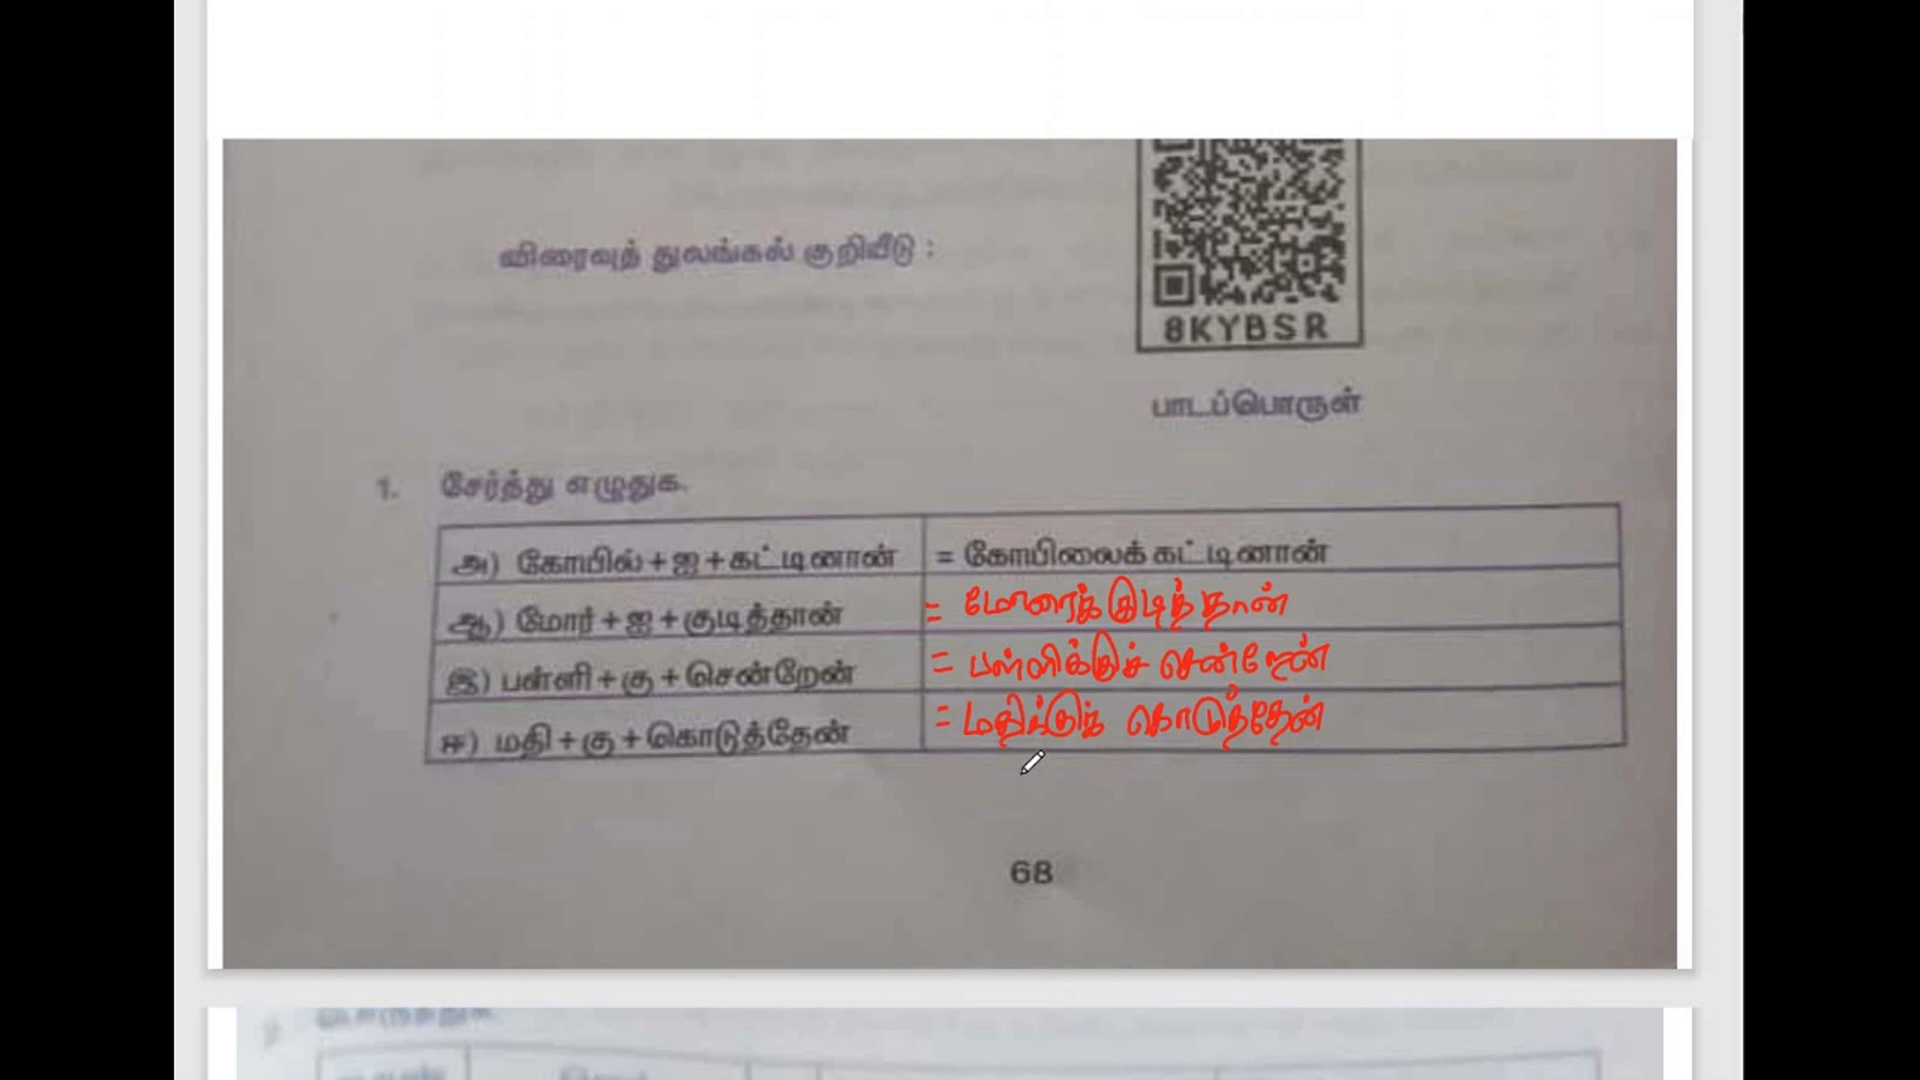 விரைவுத் துலங்கல் குறியீடு :
8KYBSR
பாடப்பொருள்
1. சேர்த்து எழுதுக.
அ) கோயில்+ஐ+கட்டினான் = கோயிலைக் கட்டினான்
ஆ) மோர்+ஐ+குடித்தான் = மோரைக் குடித்தான்
இ) பள்ளி+கு+சென்றேன் = பள்ளிக்குச் சென்றேன்
ஈ) மதி+கு+கொடுத்தேன் = மதிக்குக் கொடுத்தேன்
68